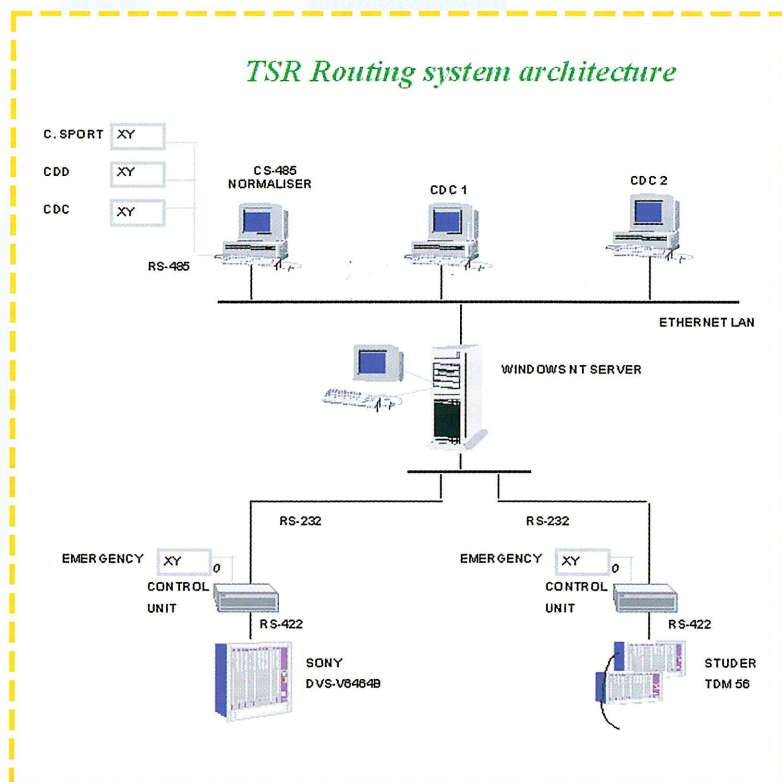 TSR Routing system architecture
C. SPORT XY
CDD XY
CDC XY
CS-485
NORMALISER
CDC 1
CDC 2
RS-485
ETHERNET LAN
WINDOWS NT SERVER
RS-232
RS-232
EMERGENCY XY 0
CONTROL
UNIT
RS-422
SONY
DVS-V6464B
EMERGENCY XY 0
CONTROL
UNIT
RS-422
STUDER
TDM 56